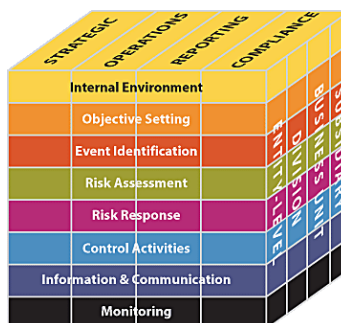 STRATEGIC
OPERATIONS
REPORTING
COMPLIANCE
Internal Environment
Objective Setting
Event Identification
Risk Assessment
Risk Response
Control Activities
Information & Communication
Monitoring
ENTITY-LEVEL
DIVISION
BUSINESS UNIT
SUBSIDIARY